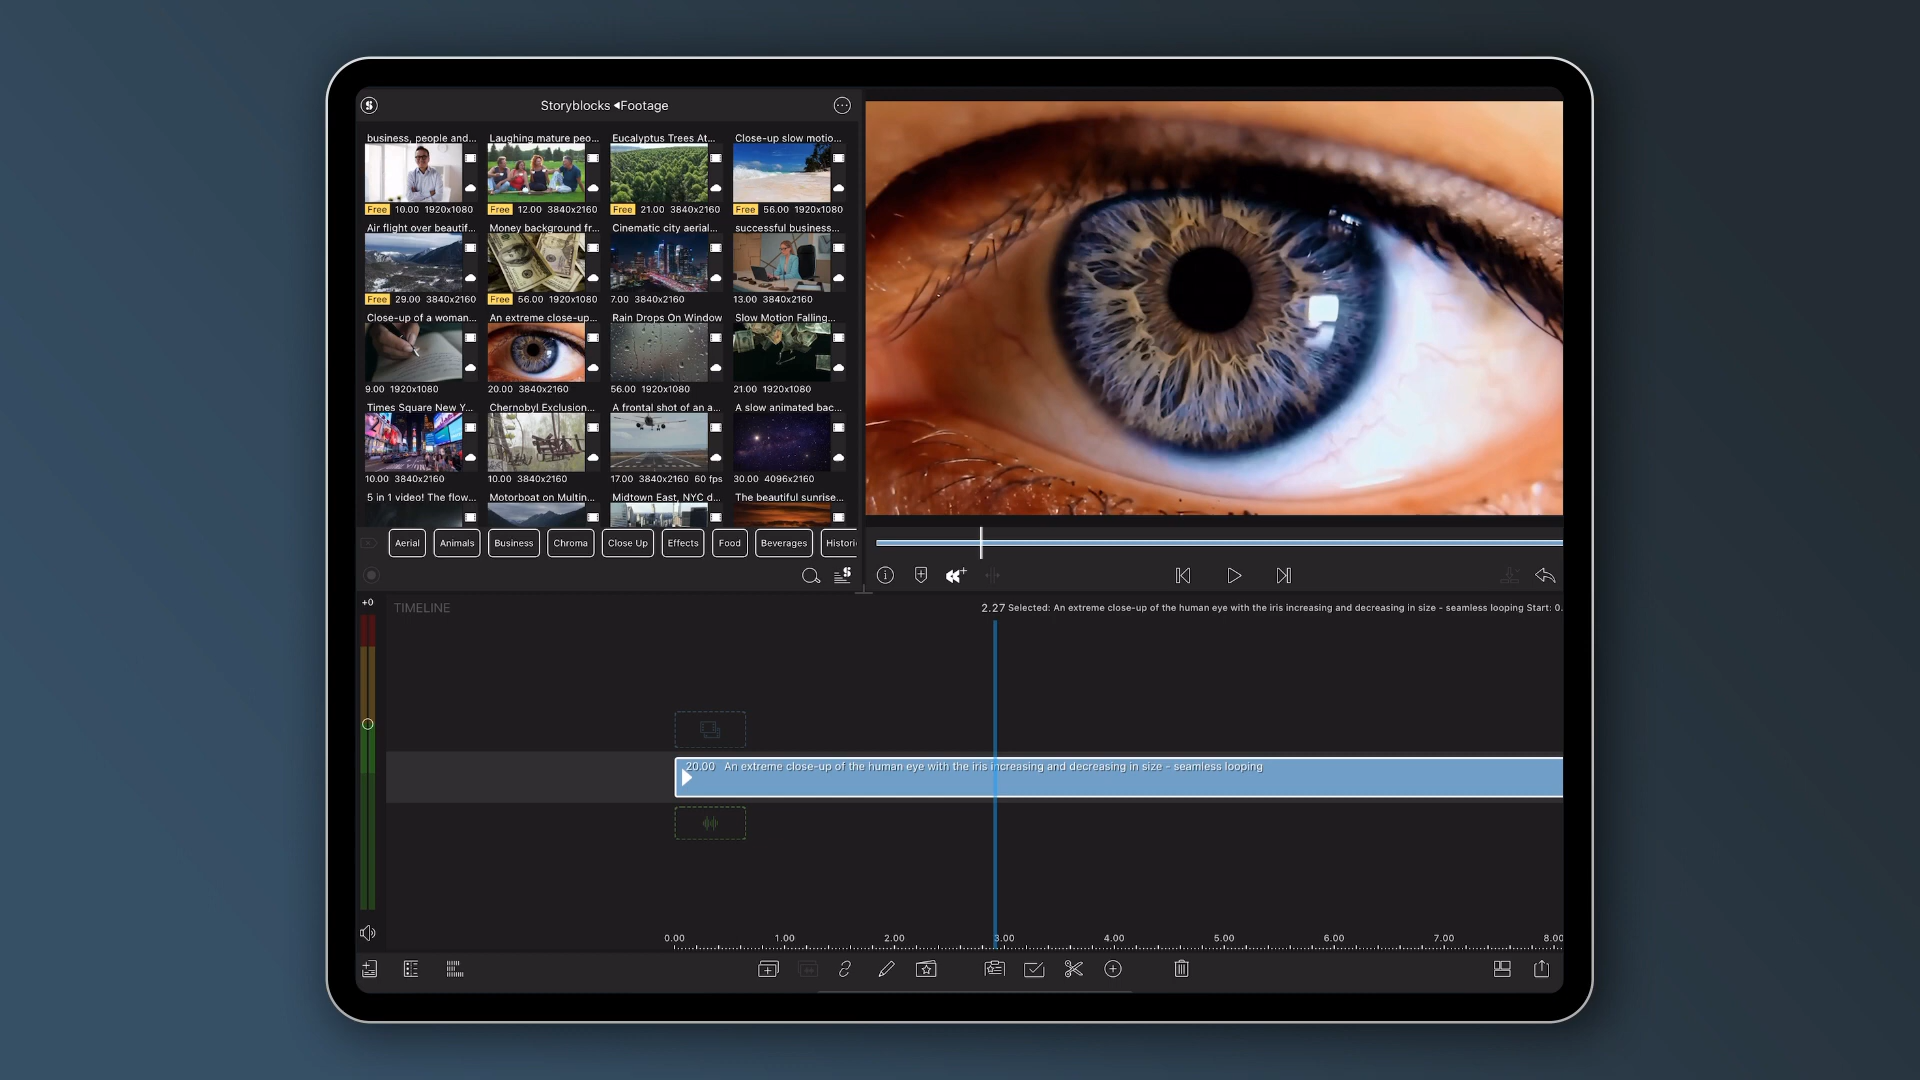 Storyblocks ◂Footage
business, people and... Laughing mature peo... Eucalyptus Trees At... Close-up slow motio...
Free 10.00 1920x1080 Free 12.00 3840x2160 Free 21.00 3840x2160 Free 56.00 1920x1080
Air flight over beautif... Money background fr... Cinematic city aerial... successful business...
Free 29.00 3840x2160 Free 56.00 1920x1080 7.00 3840x2160 13.00 3840x2160
Close-up of a woman... An extreme close-up... Rain Drops On Window Slow Motion Falling...
9.00 1920x1080 20.00 3840x2160 56.00 1920x1080 21.00 1920x1080
Times Square New Y... Chernobyl Exclusion... A frontal shot of an a... A slow animated bac...
10.00 3840x2160 10.00 3840x2160 17.00 3840x2160 60 fps 30.00 4096x2160
5 in 1 video! The flow... Motorboat on Multin... Midtown East, NYC d... The beautiful sunrise...
Aerial Animals Business Chroma Close Up Effects Food Beverages Histori
+0 TIMELINE 2.27 Selected: An extreme close-up of the human eye with the iris increasing and decreasing in size - seamless looping Start: 0.
20.00 An extreme close-up of the human eye with the iris increasing and decreasing in size - seamless looping
0.00 1.00 2.00 3.00 4.00 5.00 6.00 7.00 8.00